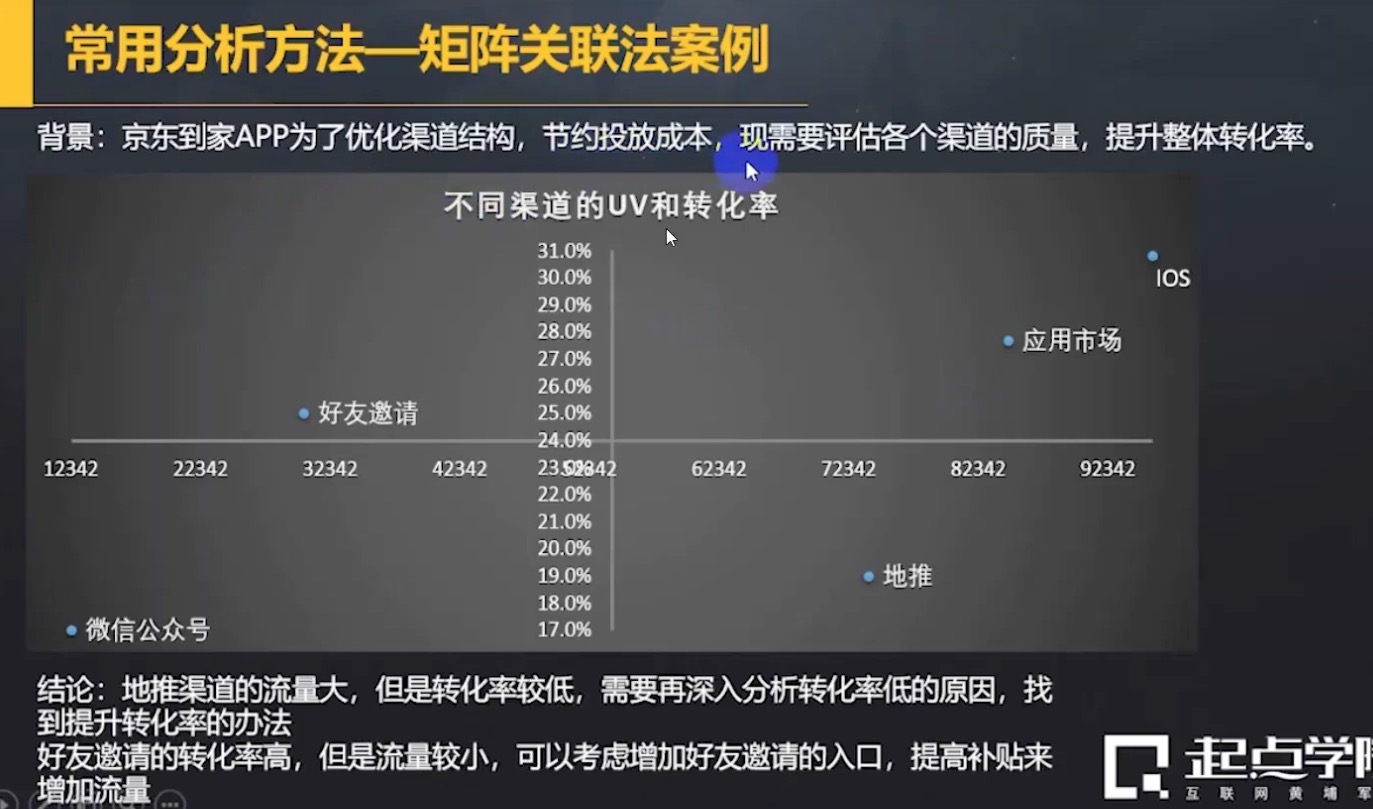 常用分析方法—矩阵关联法案例
背景：京东到家APP为了优化渠道结构，节约投放成本，现需要评估各个渠道的质量，提升整体转化率。
不同渠道的UV和转化率
31.0%
30.0%
29.0%
28.0%
27.0%
26.0%
25.0%
24.0%
23.0%
22.0%
21.0%
20.0%
19.0%
18.0%
17.0%
IOS
应用市场
好友邀请
12342 22342 32342 42342 52342 62342 72342 82342 92342
地推
微信公众号
结论：地推渠道的流量大，但是转化率较低，需要再深入分析转化率低的原因，找
到提升转化率的办法
好友邀请的转化率高，但是流量较小，可以考虑增加好友邀请的入口，提高补贴来
增加流量
起点学院
互联网黄埔军